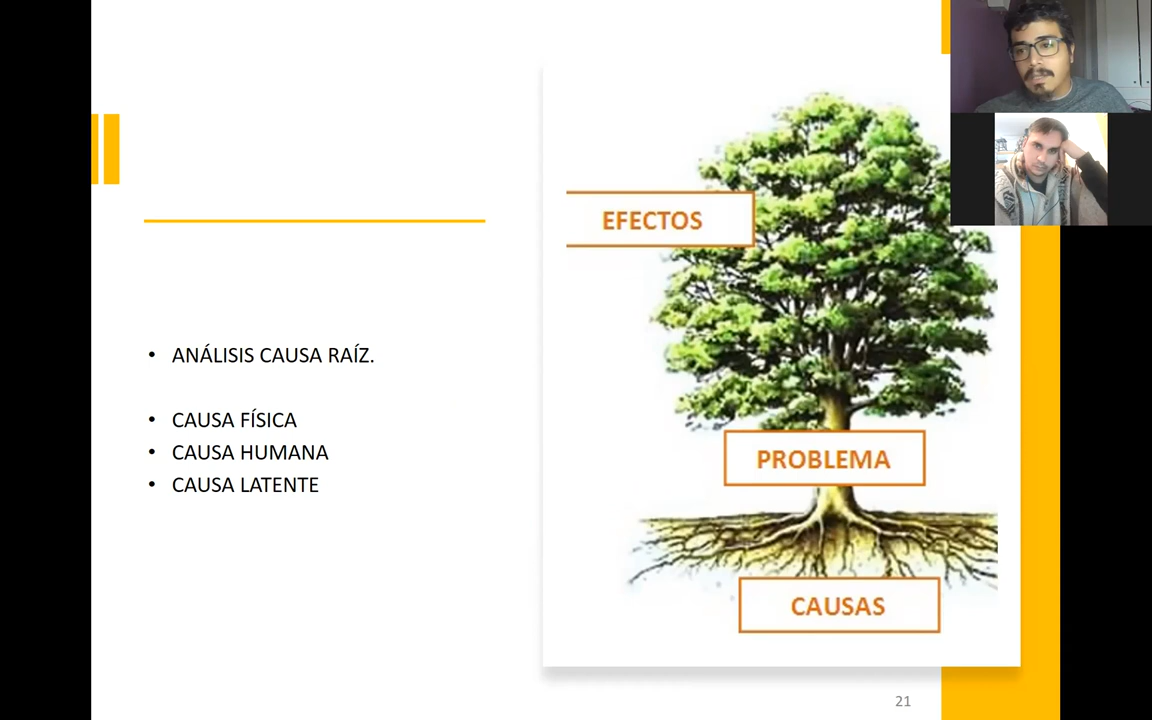 • ANÁLISIS CAUSA RAÍZ.
• CAUSA FÍSICA
• CAUSA HUMANA
• CAUSA LATENTE
EFECTOS
PROBLEMA
CAUSAS
21